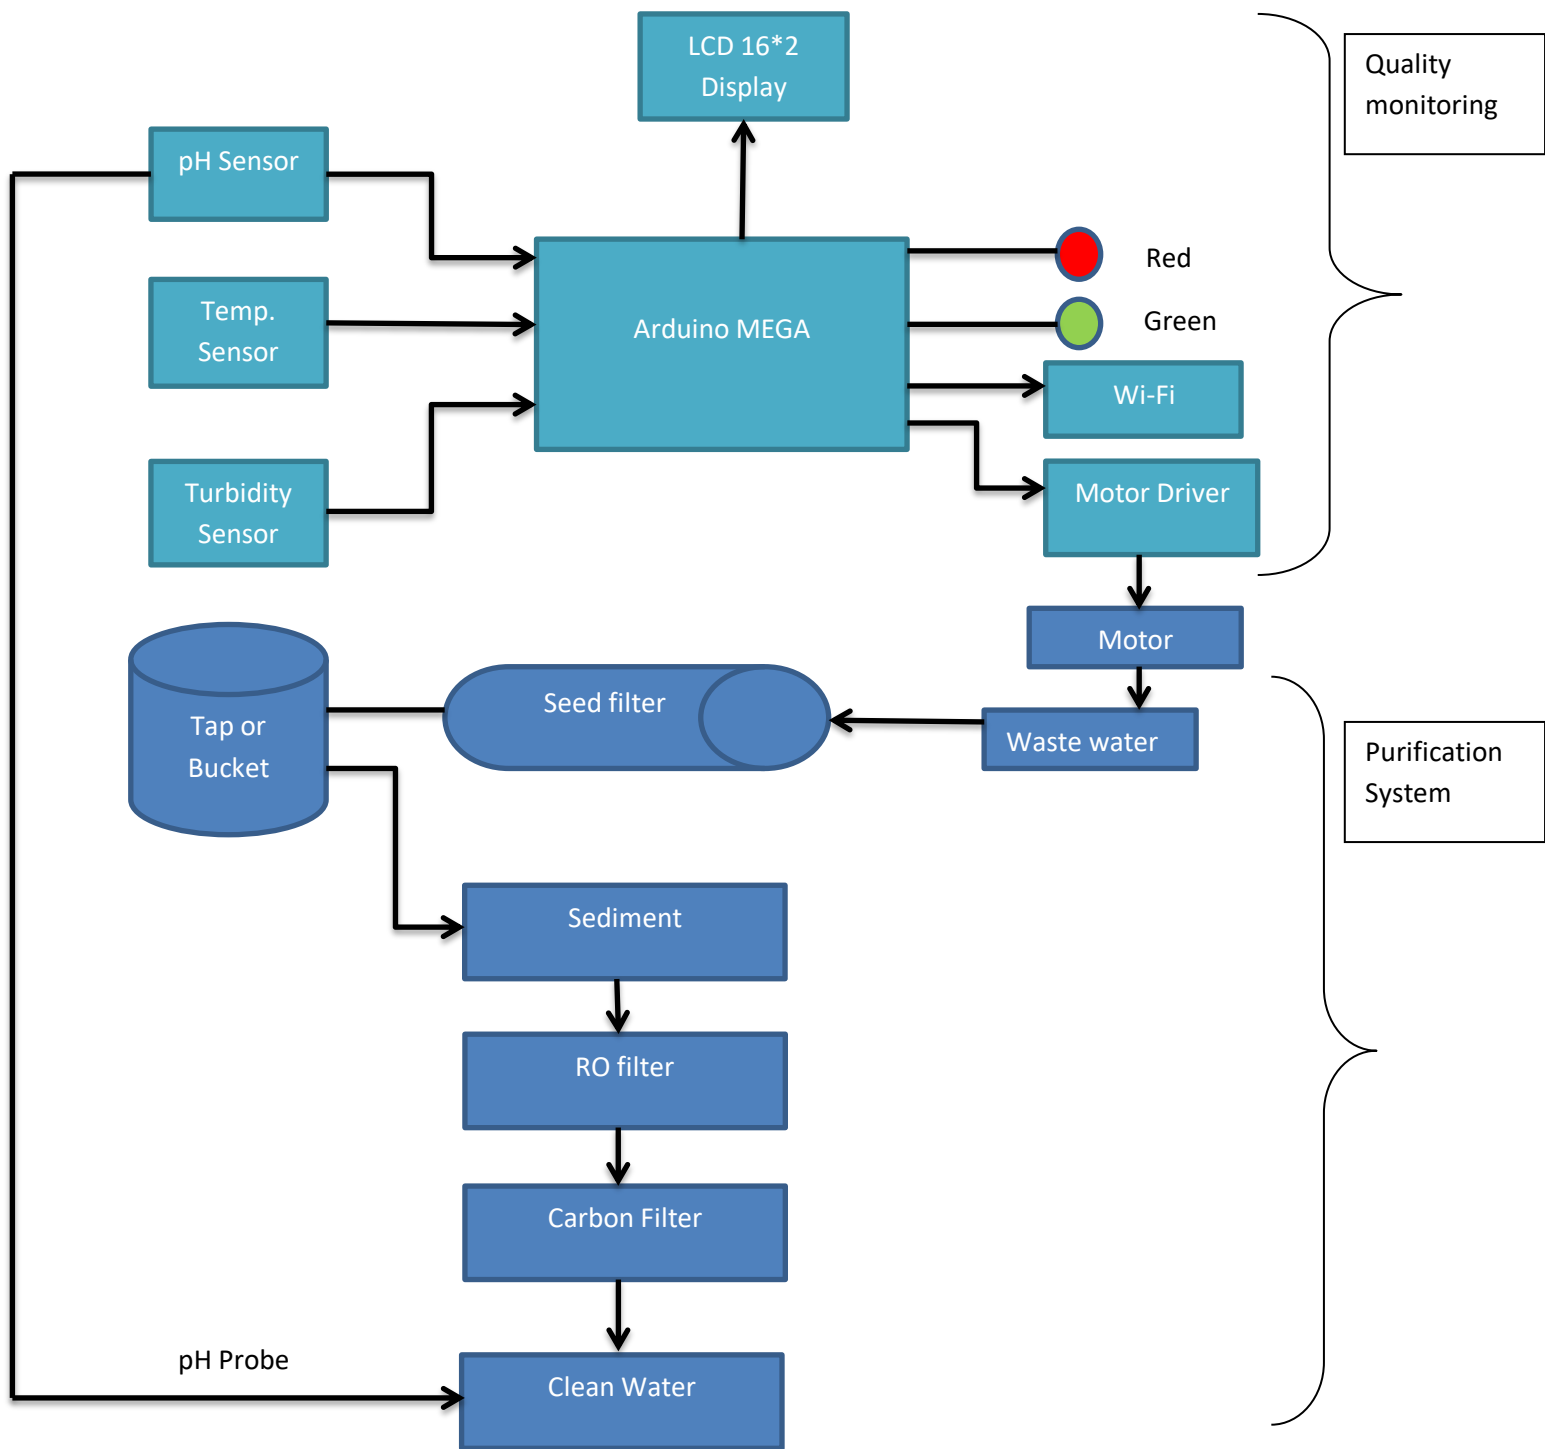 LCD 16*2
Display
Quality
monitoring
pH Sensor
Red
Temp.
Sensor
Arduino MEGA
Green
Wi-Fi
Turbidity
Sensor
Motor Driver
Motor
Seed filter
Tap or
Bucket
Waste water
Purification
System
Sediment
RO filter
Carbon Filter
pH Probe
Clean Water